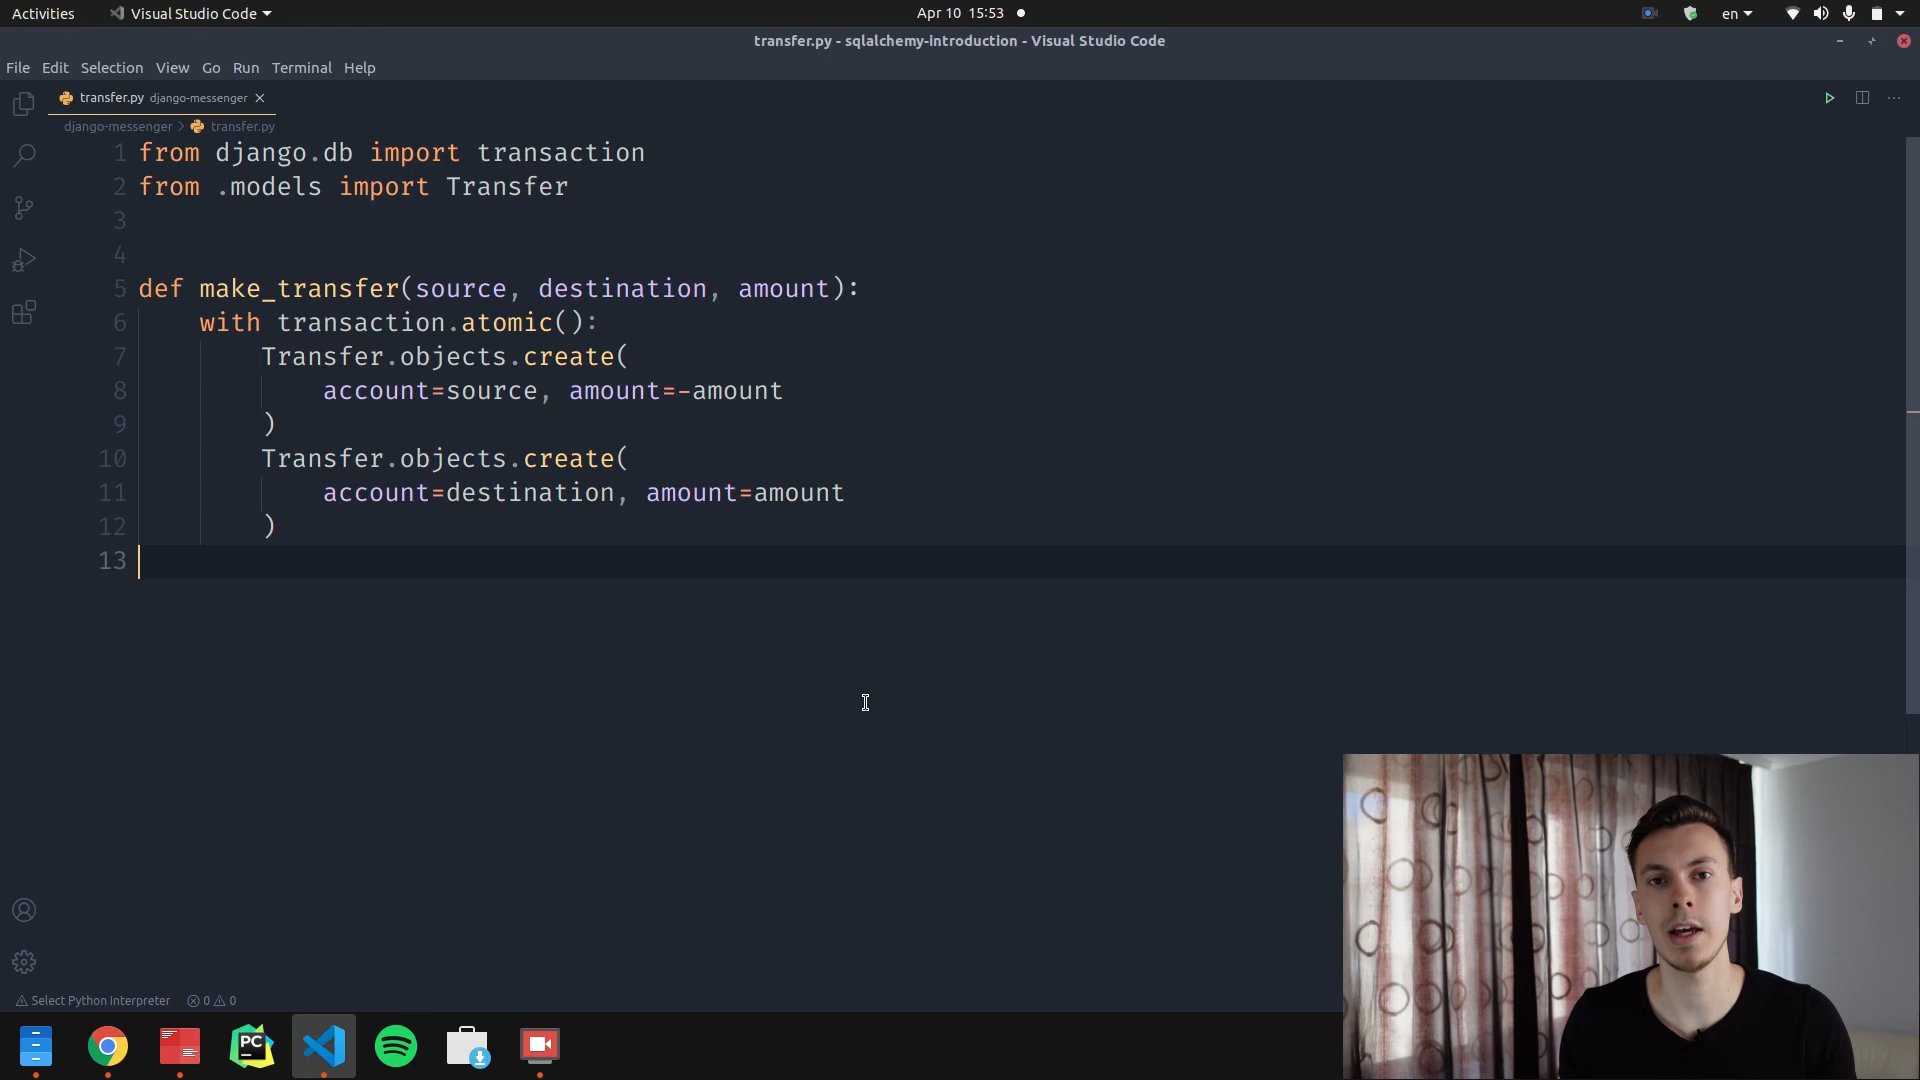 Activities
Visual Studio Code
Apr 10 15:53
en
transfer.py - sqlalchemy-introduction - Visual Studio Code
File Edit Selection View Go Run Terminal Help
transfer.py django-messenger
django-messenger > transfer.py
1 from django.db import transaction
2 from .models import Transfer
3
4
5 def make_transfer(source, destination, amount):
6 with transaction.atomic():
7 Transfer.objects.create(
8 account=source, amount=-amount
9 )
10 Transfer.objects.create(
11 account=destination, amount=amount
12 )
13
Select Python Interpreter 0 0
PC